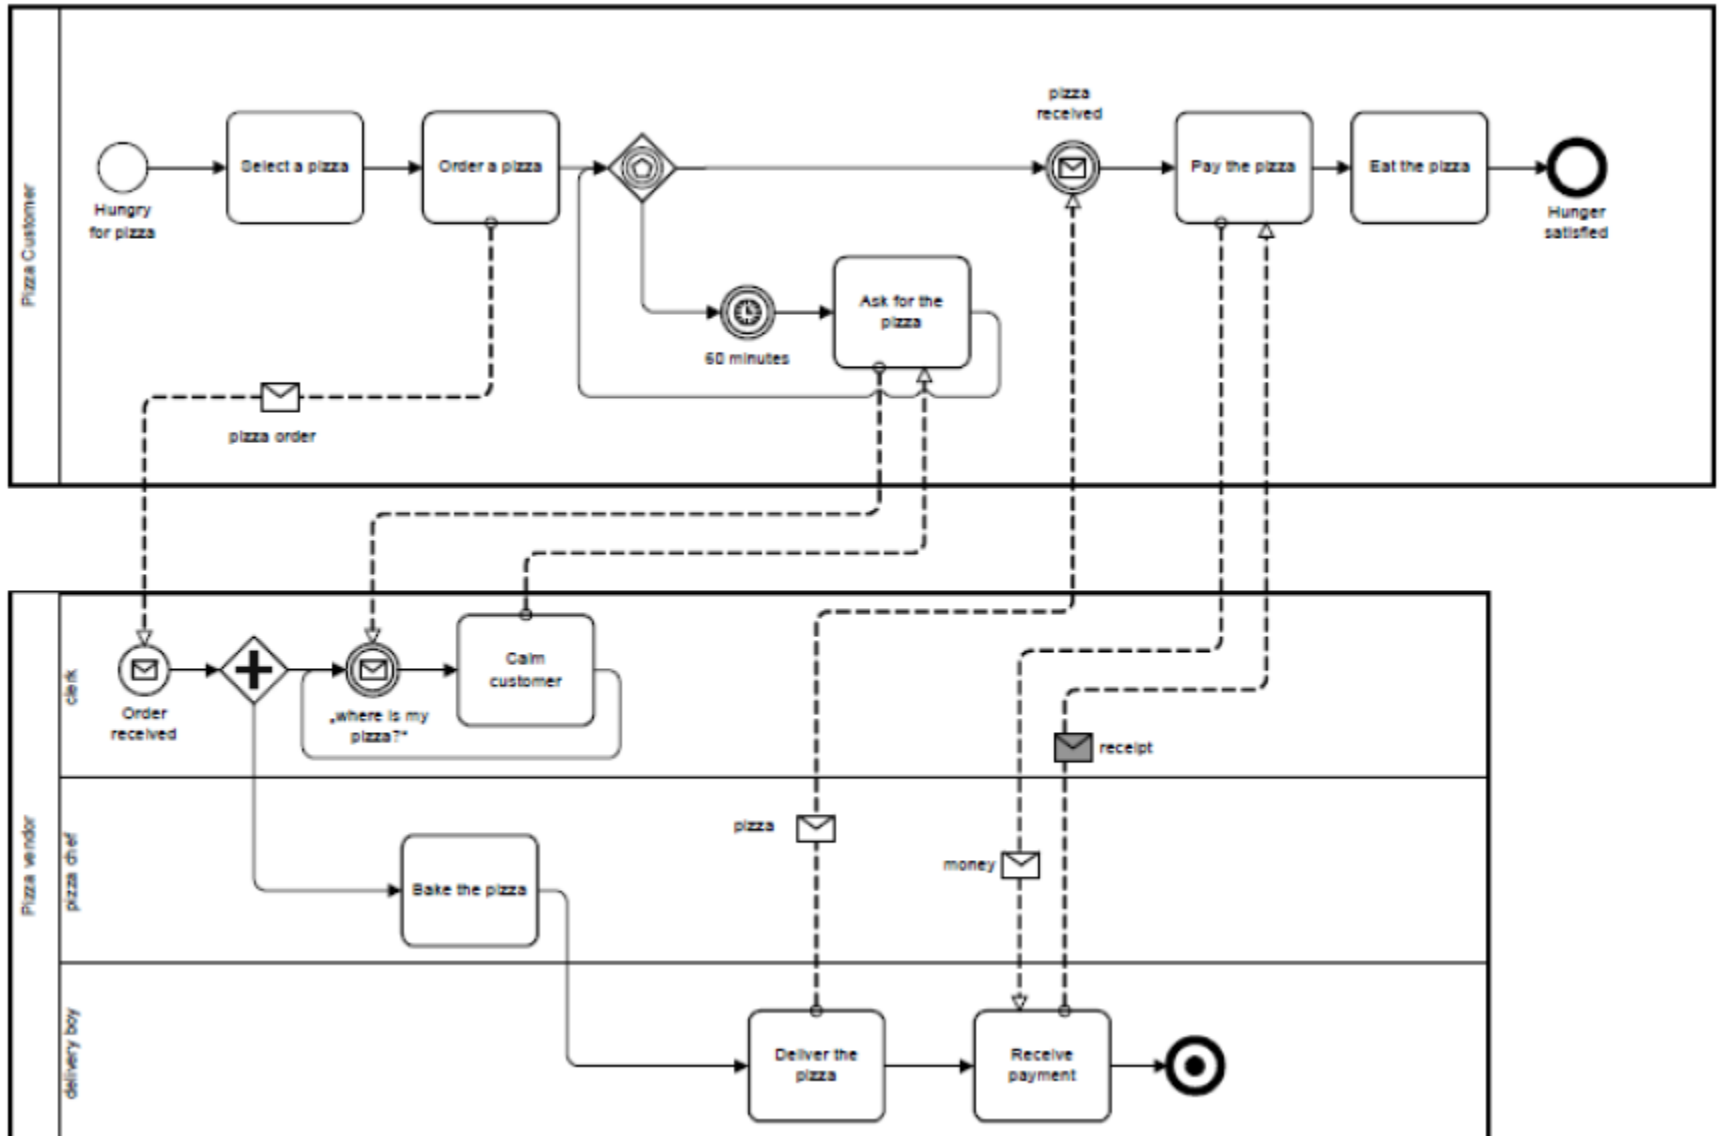 Pizza Customer
Hungry
for pizza
Select a pizza
Order a pizza
pizza
received
Pay the pizza
Eat the pizza
Hunger
satisfied
60 minutes
Ask for the
pizza
pizza order
Pizza vendor
clerk
Order
received
„where is my
pizza?“
Calm
customer
receipt
pizza chef
Bake the pizza
pizza
money
delivery boy
Deliver the
pizza
Receive
payment